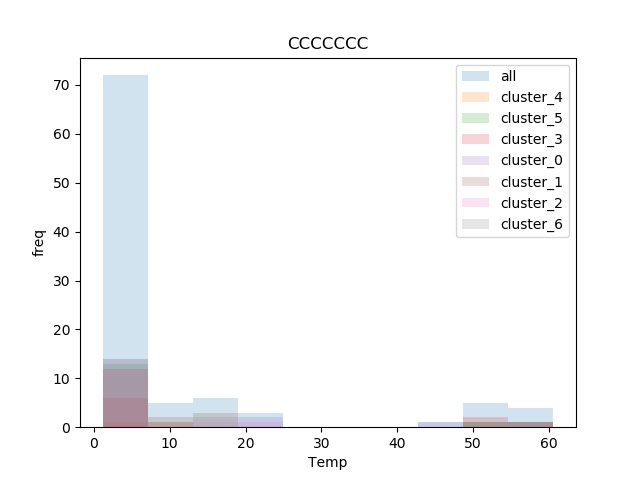 CCCCCCC
all
cluster_4
cluster_5
cluster_3
cluster_0
cluster_1
cluster_2
cluster_6
freq
70
60
50
40
30
20
10
0
0 10 20 30 40 50 60
Temp